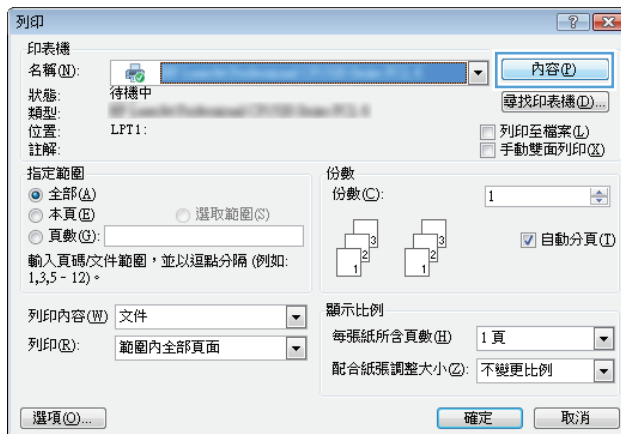 列印
印表機
名稱(N):
內容(P)
狀態: 待機中
尋找印表機(D)...
類型:
位置: LPT1:
列印至檔案(L)
註解:
手動雙面列印(X)
指定範圍
全部(A)
本頁(E) 選取範圍(S)
頁數(G):
輸入頁碼/文件範圍，並以逗點分隔 (例如:
1,3,5 - 12)。
份數
份數(C): 1
3 3
2 2
1 1
自動分頁(T)
列印內容(W) 文件
列印(R): 範圍內全部頁面
顯示比例
每張紙所含頁數(H) 1 頁
配合紙張調整大小(Z): 不變更比例
選項(O)... 確定 取消